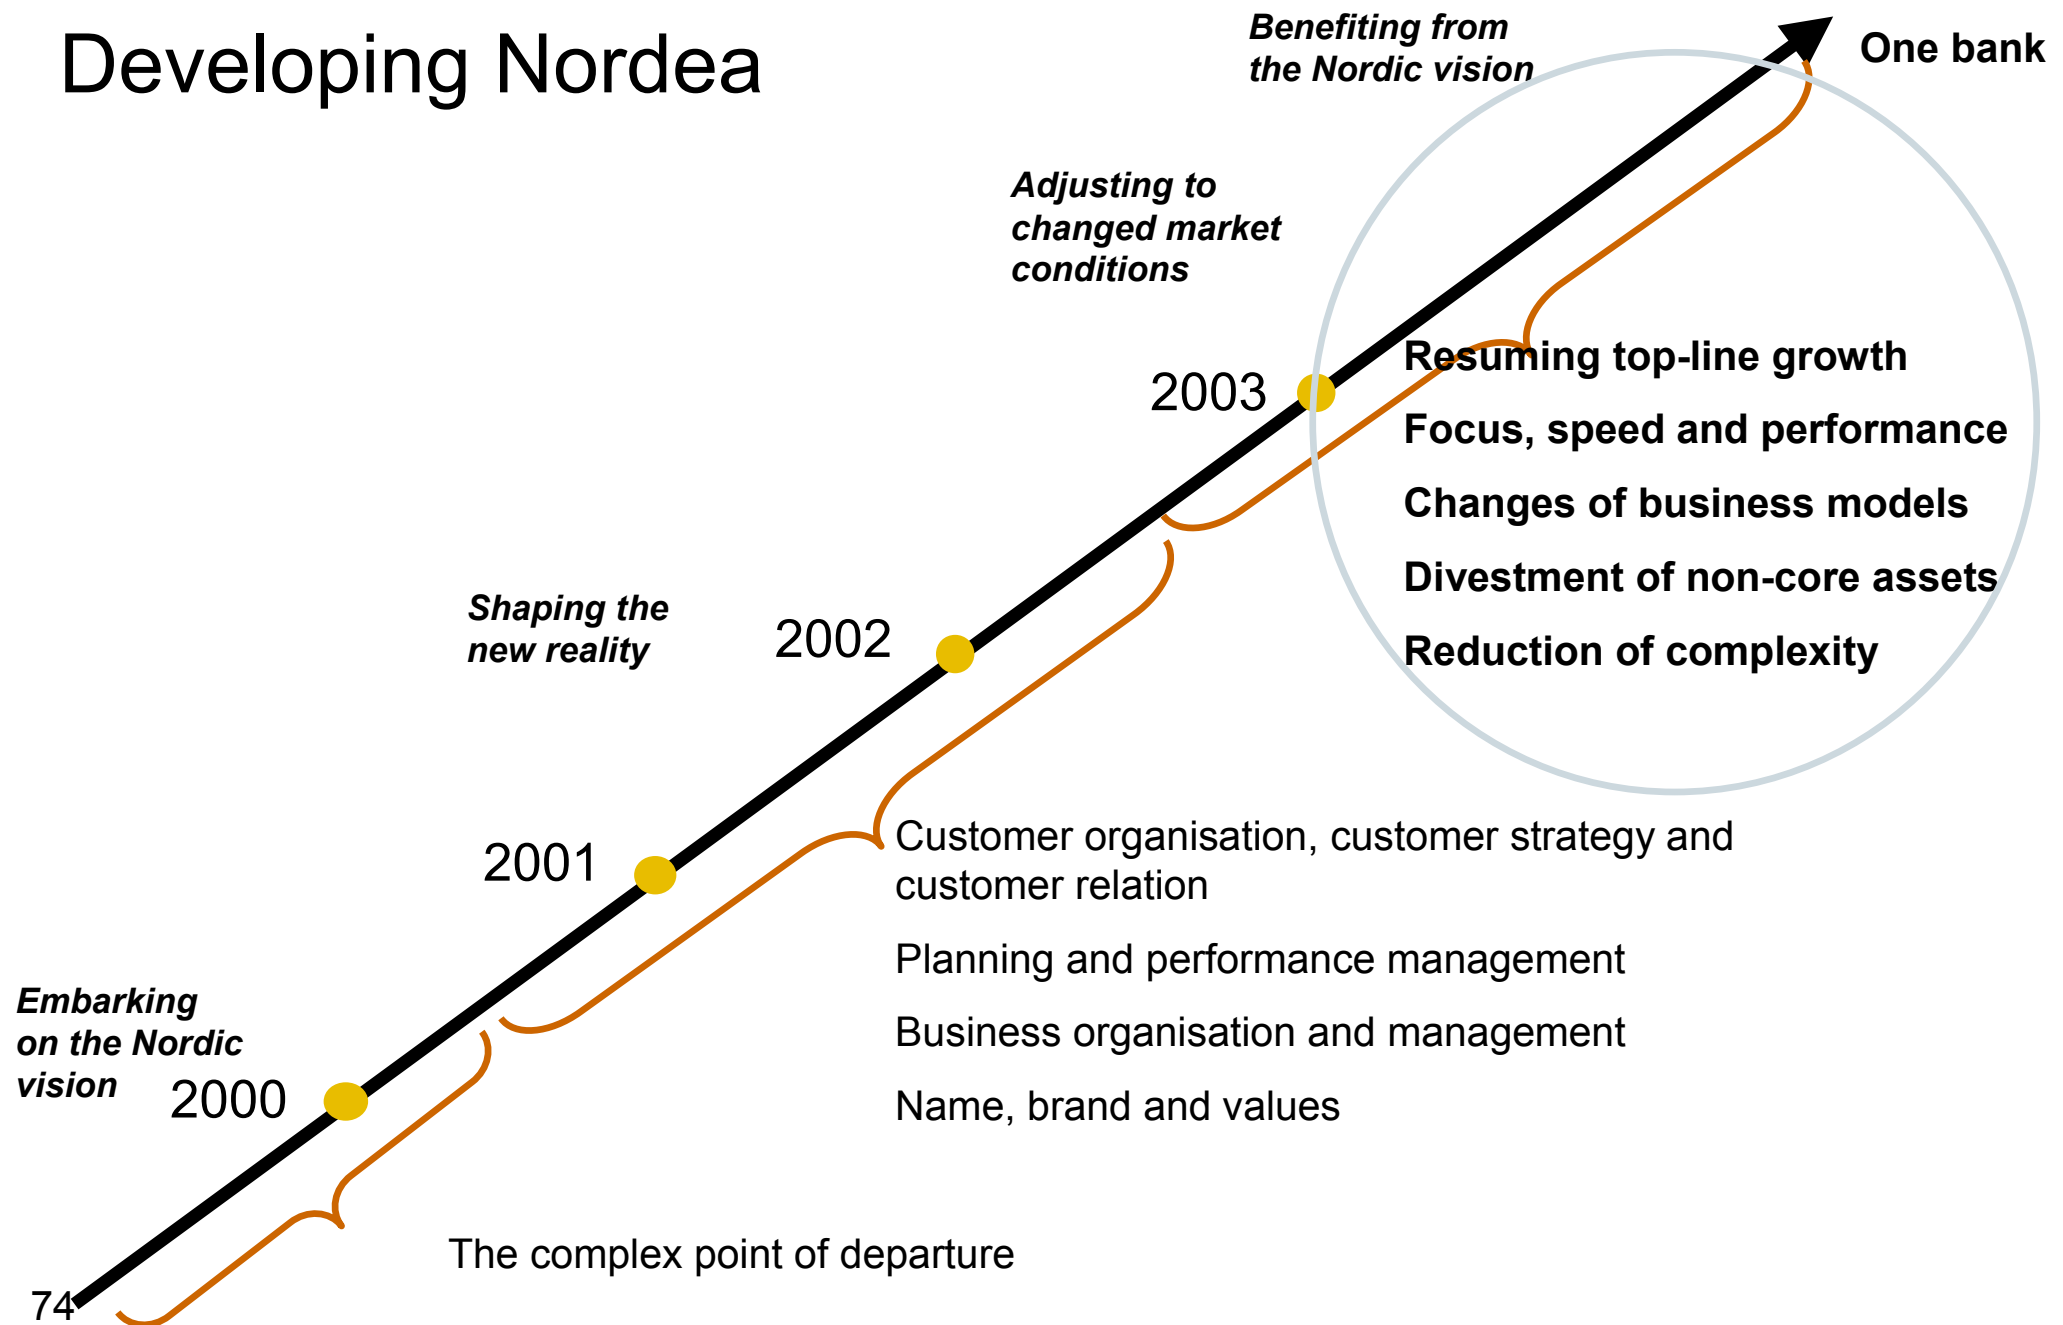 Developing Nordea
Benefiting from
the Nordic vision
One bank
Adjusting to
changed market
conditions
2003
Resuming top-line growth
Focus, speed and performance
Changes of business models
Divestment of non-core assets
Reduction of complexity
Shaping the
new reality
2002
2001
Customer organisation, customer strategy and
customer relation
Planning and performance management
Business organisation and management
Name, brand and values
Embarking
on the Nordic
vision
2000
The complex point of departure
74